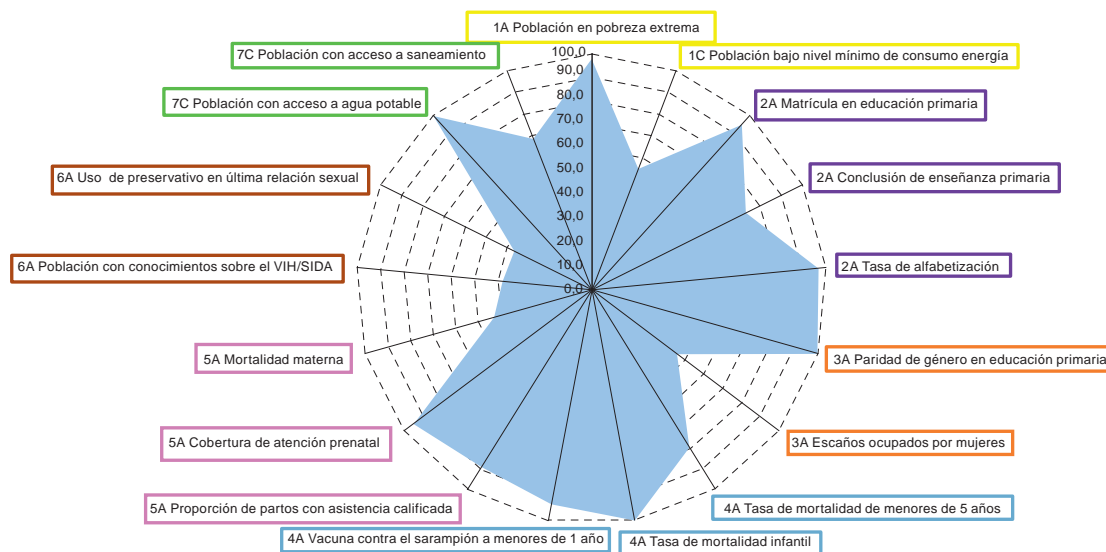 1A Población en pobreza extrema
7C Población con acceso a saneamiento
1C Población bajo nivel mínimo de consumo energía
7C Población con acceso a agua potable
2A Matrícula en educación primaria
6A Uso de preservativo en última relación sexual
2A Conclusión de enseñanza primaria
6A Población con conocimientos sobre el VIH/SIDA
2A Tasa de alfabetización
5A Mortalidad materna
3A Paridad de género en educación primaria
5A Cobertura de atención prenatal
3A Escaños ocupados por mujeres
5A Proporción de partos con asistencia calificada
4A Tasa de mortalidad de menores de 5 años
4A Vacuna contra el sarampión a menores de 1 año
4A Tasa de mortalidad infantil
100,0
90,0
80,0
70,0
60,0
50,0
40,0
30,0
20,0
10,0
0,0